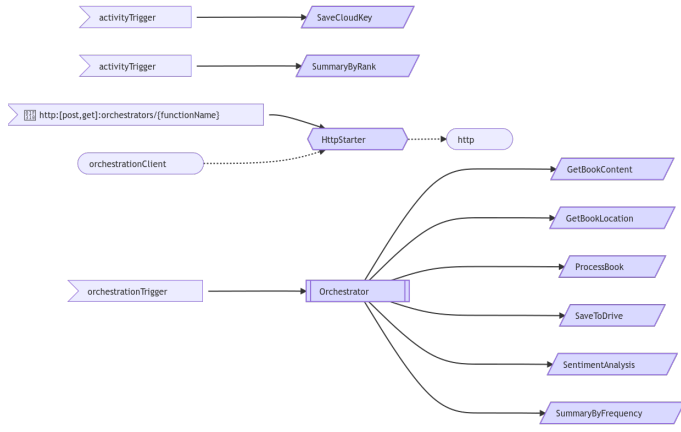 activityTrigger
SaveCloudKey
activityTrigger
SummaryByRank
http:[post,get]:orchestrators/{functionName}
HttpStarter
http
orchestrationClient
GetBookContent
GetBookLocation
ProcessBook
orchestrationTrigger
Orchestrator
SaveToDrive
SentimentAnalysis
SummaryByFrequency